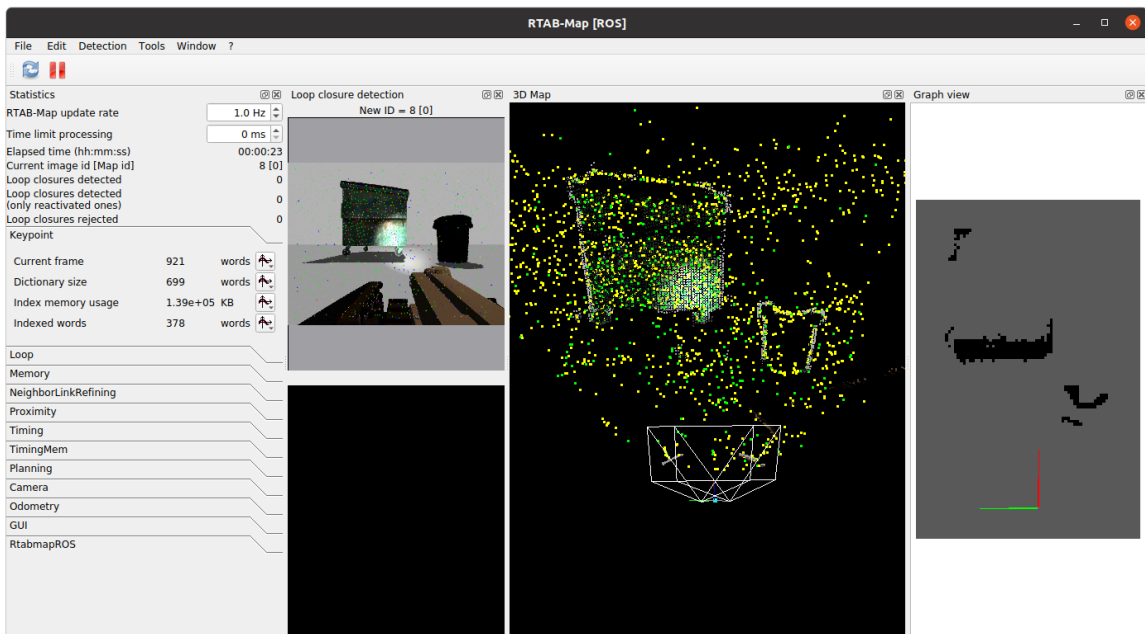 RTAB-Map [ROS]
File Edit Detection Tools Window ?
Statistics
RTAB-Map update rate 1.0 Hz
Time limit processing 0 ms
Elapsed time (hh:mm:ss) 00:00:23
Current image id [Map id] 8 [0]
Loop closures detected 0
Loop closures detected
(only reactivated ones) 0
Loop closures rejected 0
Keypoint
Current frame 921 words
Dictionary size 699 words
Index memory usage 1.39e+05 KB
Indexed words 378 words
Loop
Memory
NeighborLinkRefining
Proximity
Timing
TimingMem
Planning
Camera
Odometry
GUI
RtabmapROS
Loop closure detection
New ID = 8 [0]
3D Map
Graph view